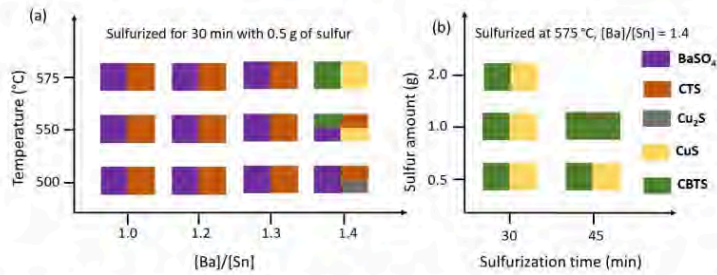 (a)
Sulfurized for 30 min with 0.5 g of sulfur
Temperature (°C)
575
550
500
1.0
1.2
1.3
1.4
[Ba]/[Sn]
(b)
Sulfurized at 575 °C, [Ba]/[Sn] = 1.4
Sulfur amount (g)
2.0
1.0
0.5
30
45
Sulfurization time (min)
BaSO₄
CTS
Cu₂S
CuS
CBTS